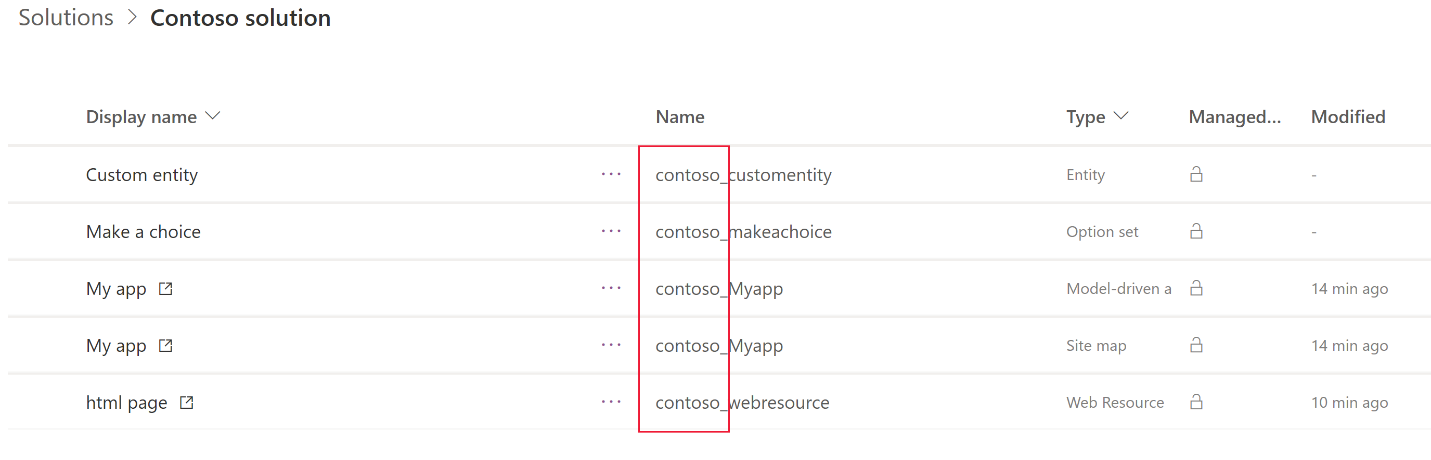 Solutions > Contoso solution
Display name Name Type Managed... Modified
Custom entity ... contoso_customentity Entity -
Make a choice ... contoso_makeachoice Option set -
My app ... contoso_Myapp Model-driven a 14 min ago
My app ... contoso_Myapp Site map 14 min ago
html page ... contoso_webresource Web Resource 10 min ago